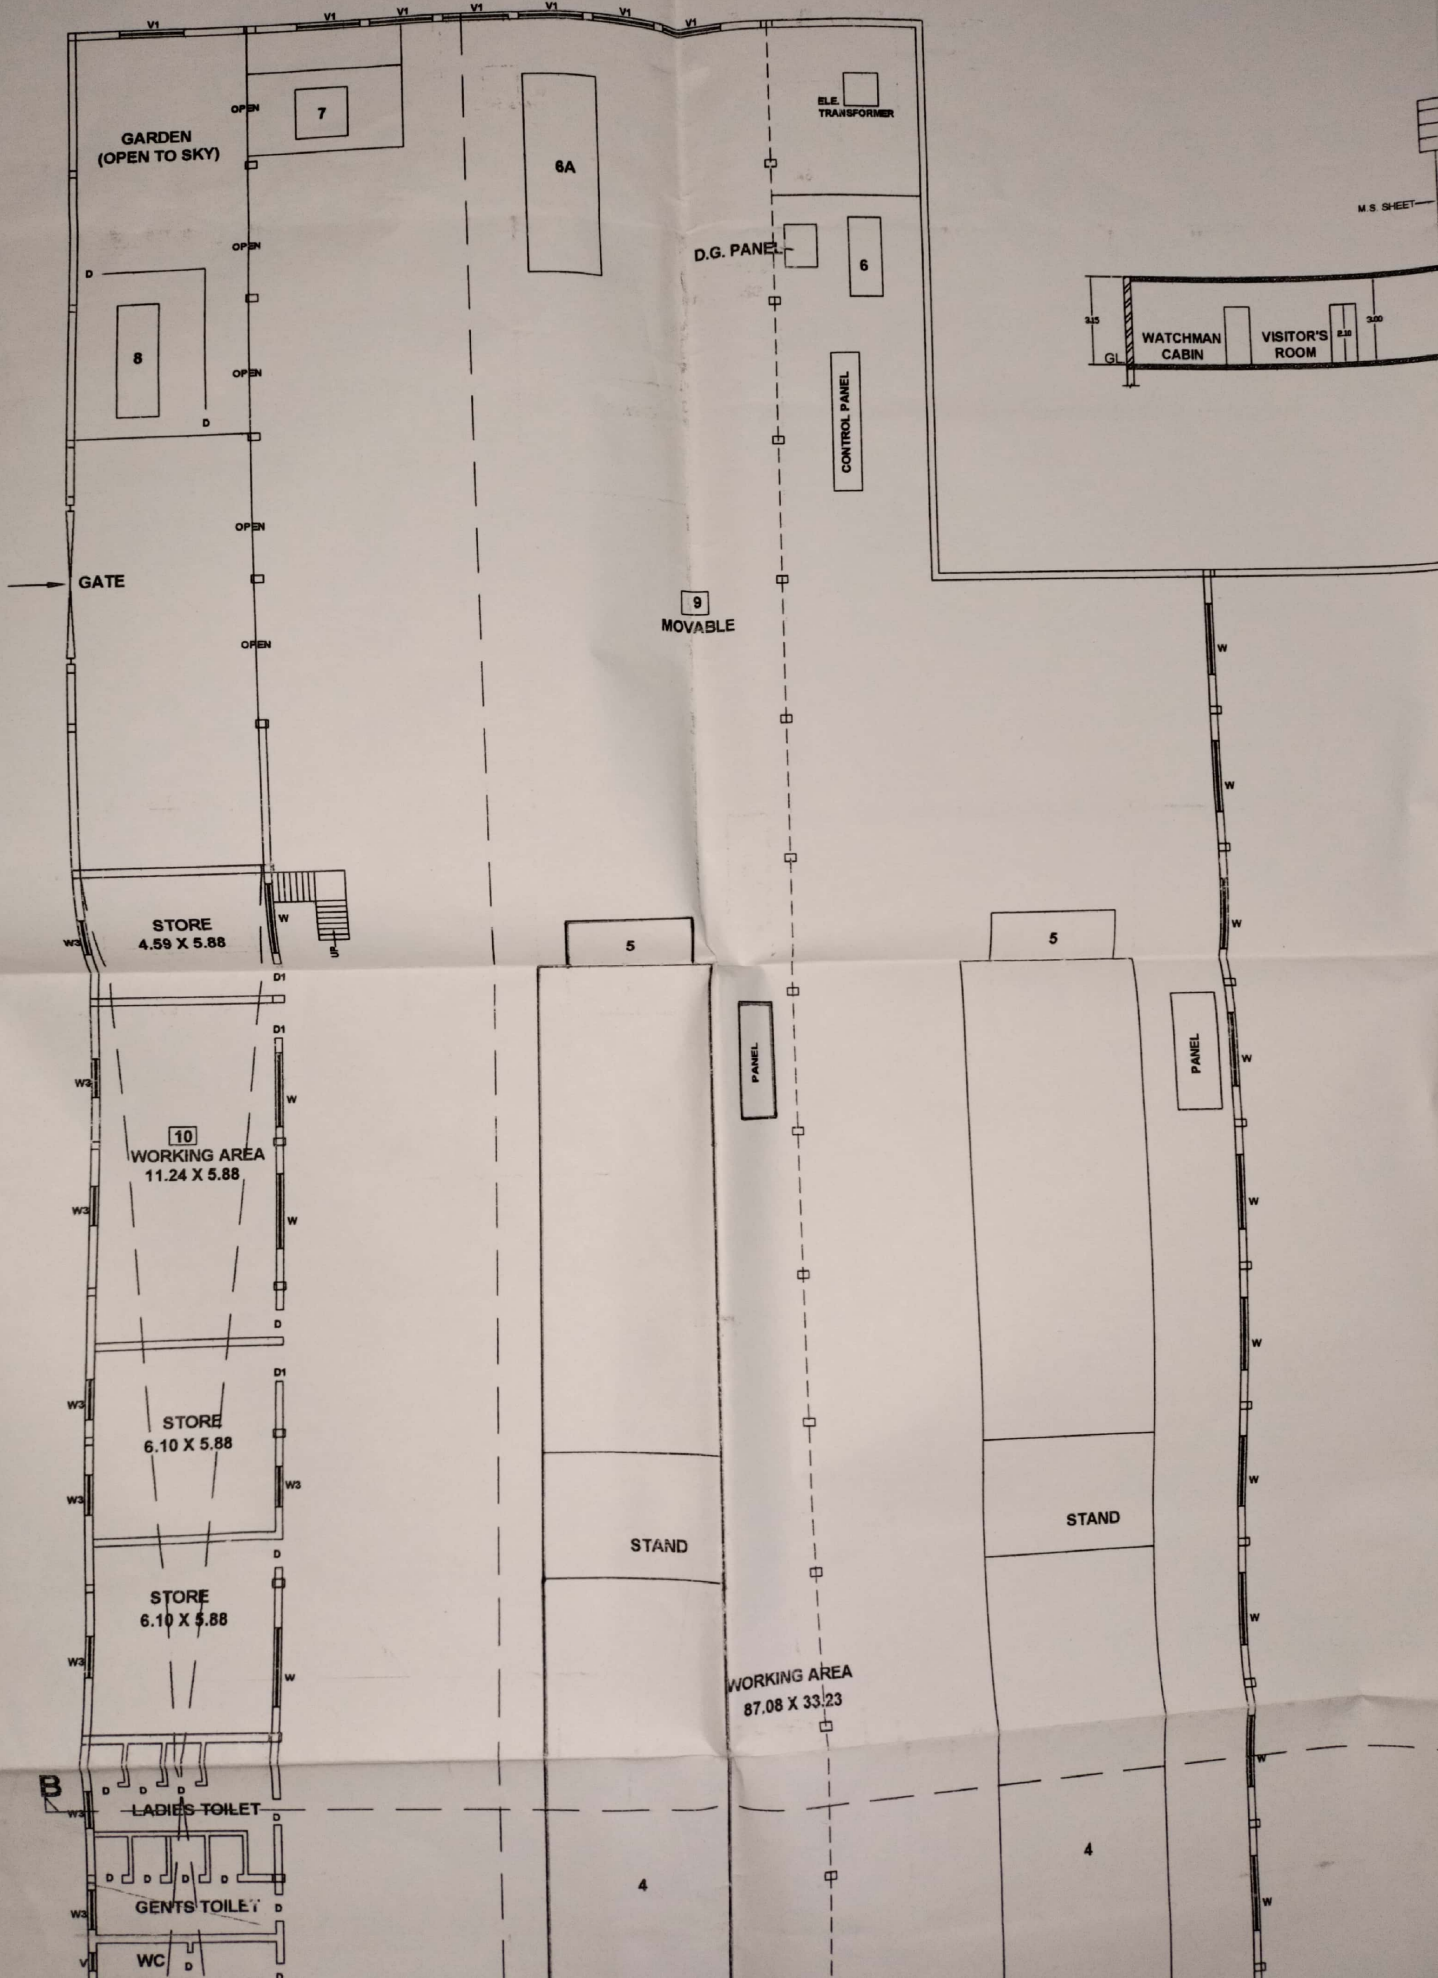 V1
V1
V1
V1
V1
V1
V1
GARDEN
(OPEN TO SKY)
OPEN
7
6A
ELE.
TRANSFORMER
M.S. SHEET
OPEN
D.G. PANEL
6
D
8
OPEN
D
CONTROL PANEL
3.15
GL
WATCHMAN
CABIN
VISITOR'S
ROOM
2.10
3.00
OPEN
GATE
9
MOVABLE
OPEN
W
W
STORE
4.59 X 5.88
W3
W
5
5
W
D1
D1
PANEL
PANEL
W
W3
W
10
WORKING AREA
11.24 X 5.88
W3
W
W
D
W
D1
W3
STORE
6.10 X 5.88
W3
W3
W
STAND
STAND
D
STORE
6.10 X 5.88
W
W3
W
WORKING AREA
87.08 X 33.23
W
B
D
D
D
W3
LADIES TOILET
D
D
D
D
D
4
4
W3
GENTS TOILET
D
W
V
WC
D
D